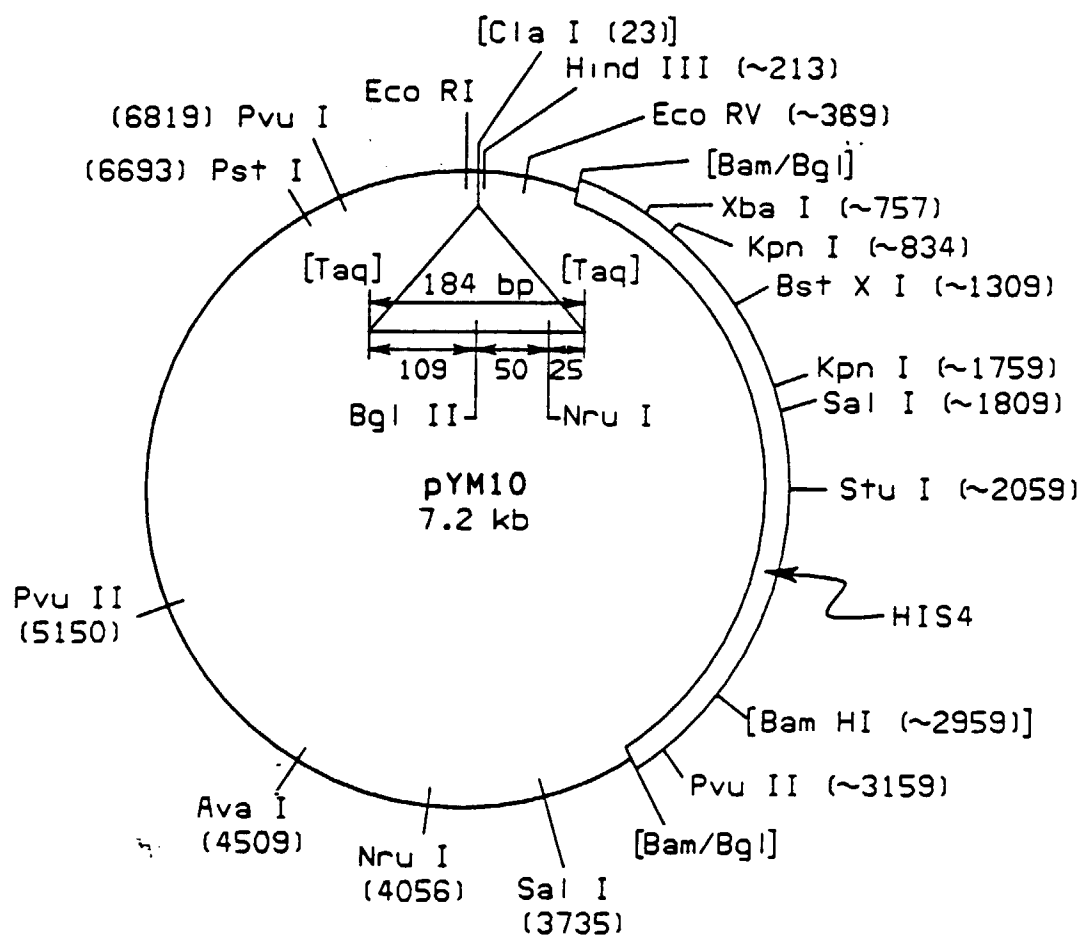 [Cla I (23)]
Hind III (~213)
Eco RI
Eco RV (~369)
(6819) Pvu I
(6693) Pst I
[Bam/Bgl]
Xba I (~757)
Kpn I (~834)
[Taq] [Taq]
184 bp
Bst X I (~1309)
109 50 25
Kpn I (~1759)
Sal I (~1809)
Bgl II Nru I
pYM10
7.2 kb
Stu I (~2059)
Pvu II
(5150)
HIS4
[Bam HI (~2959)]
Pvu II (~3159)
Ava I
(4509)
[Bam/Bgl]
Nru I
(4056)
Sal I
(3735)